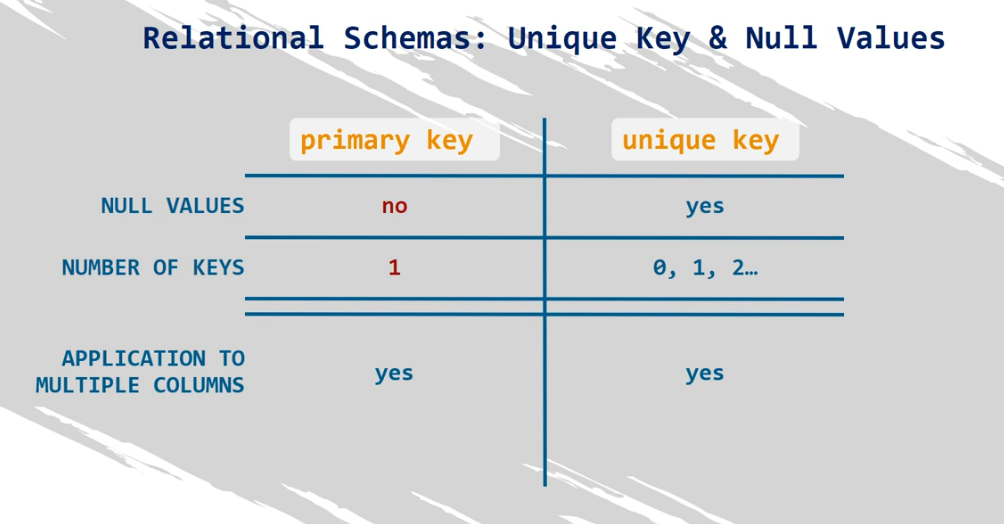 Relational Schemas: Unique Key & Null Values
primary key unique key
NULL VALUES no yes
NUMBER OF KEYS 1 0, 1, 2…
APPLICATION TO
MULTIPLE COLUMNS yes yes